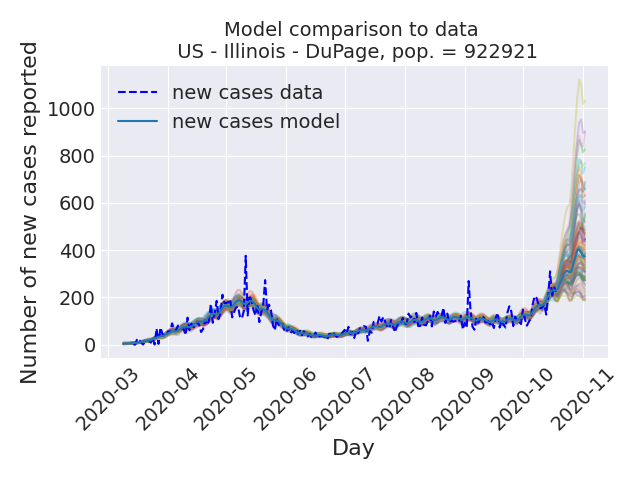 Model comparison to data
US - Illinois - DuPage, pop. = 922921
new cases data
new cases model
Number of new cases reported
1000
800
600
400
200
0
2020-03
2020-04
2020-05
2020-06
2020-07
2020-08
2020-09
2020-10
2020-11
Day